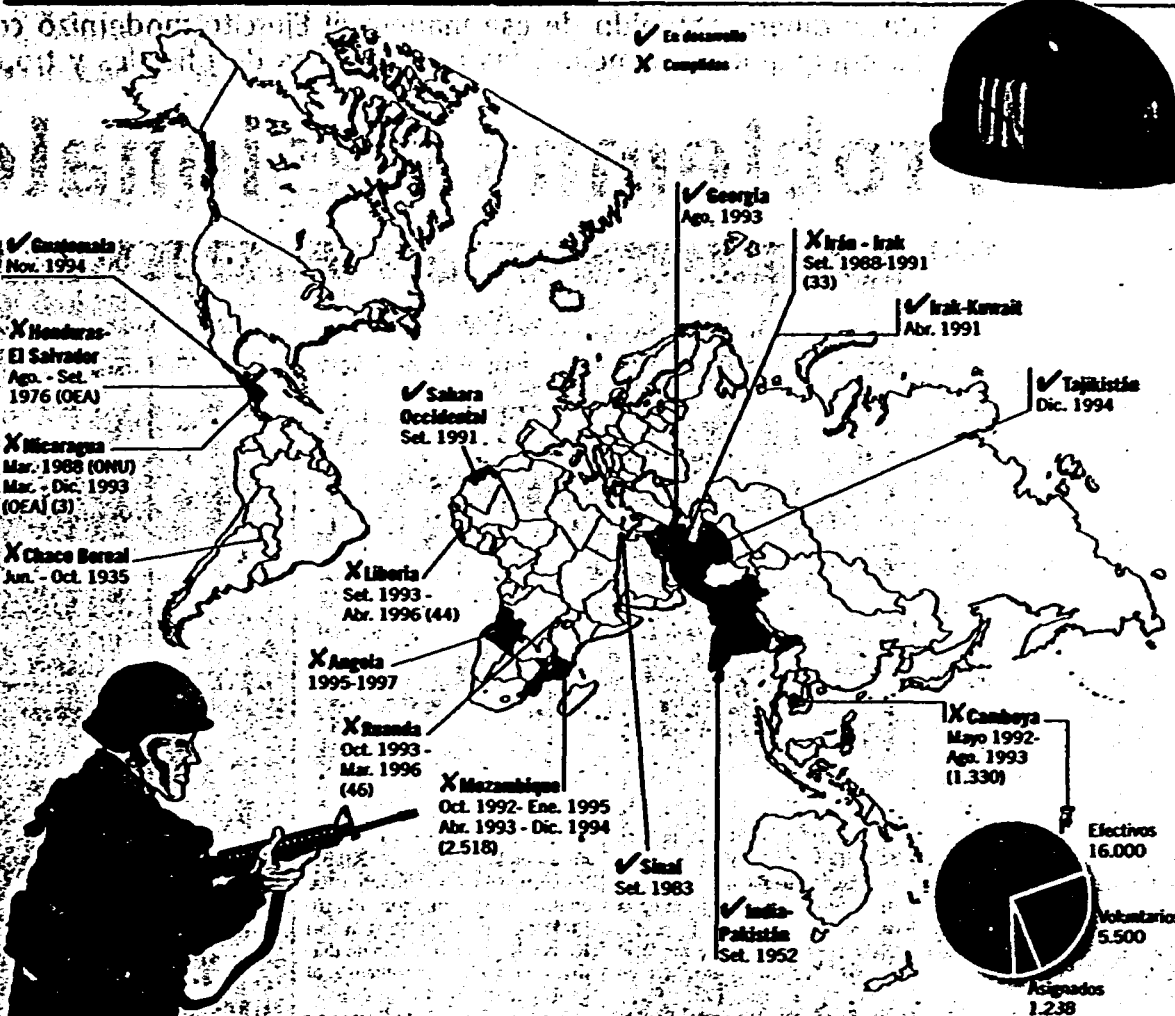 ✓ En desarrollo
X Cumplidas
UN
✓ Georgia
Ago. 1993
X Irán - Irak
Set. 1988-1991
(33)
✓ Irak-Kuwait
Abr. 1991
✓ Tajikistán
Dic. 1994
✓ Guatemala
Nov. 1994
X Honduras-
El Salvador
Ago. - Set.
1976 (OEA)
X Nicaragua
Mar. 1988 (ONU)
Mar. - Dic. 1993
(OEA) (3)
X Chaco Boreal
Jun. - Oct. 1935
✓ Sahara
Occidental
Set. 1991
X Liberia
Set. 1993 -
Abr. 1996 (44)
X Angola
1995-1997
X Ruanda
Oct. 1993 -
Mar. 1996
(46)
X Mozambique
Oct. 1992- Ene. 1995
Abr. 1993 - Dic. 1994
(2.518)
✓ Sinaí
Set. 1983
✓ India-
Pakistán
Set. 1952
X Camboya
Mayo 1992-
Ago. 1993
(1.330)
Efectivos
16.000
Voluntarios
5.500
Asignados
1.238